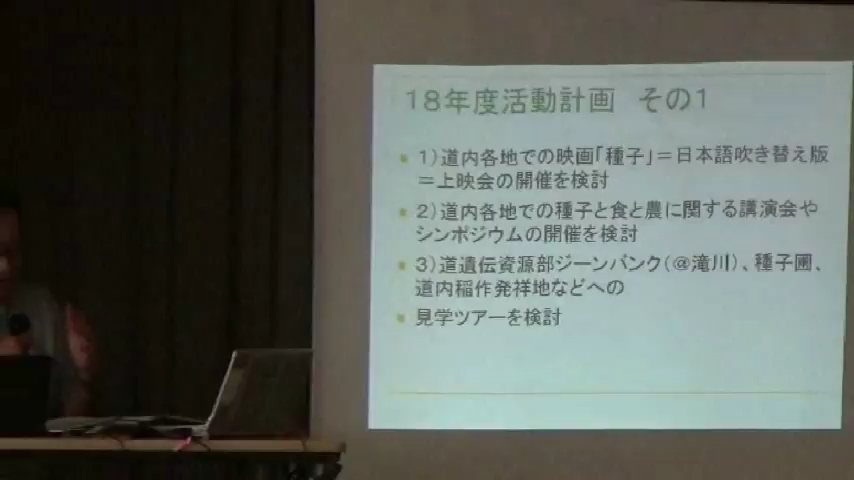 18年度活動計画 その1
1)道内各地での映画「種子」=日本語吹き替え版
=上映会の開催を検討
2)道内各地での種子と食と農に関する講演会や
シンポジウムの開催を検討
3)道遺伝資源部ジーンバンク(@滝川)、種子圃、
道内稲作発祥地などへの
見学ツアーを検討